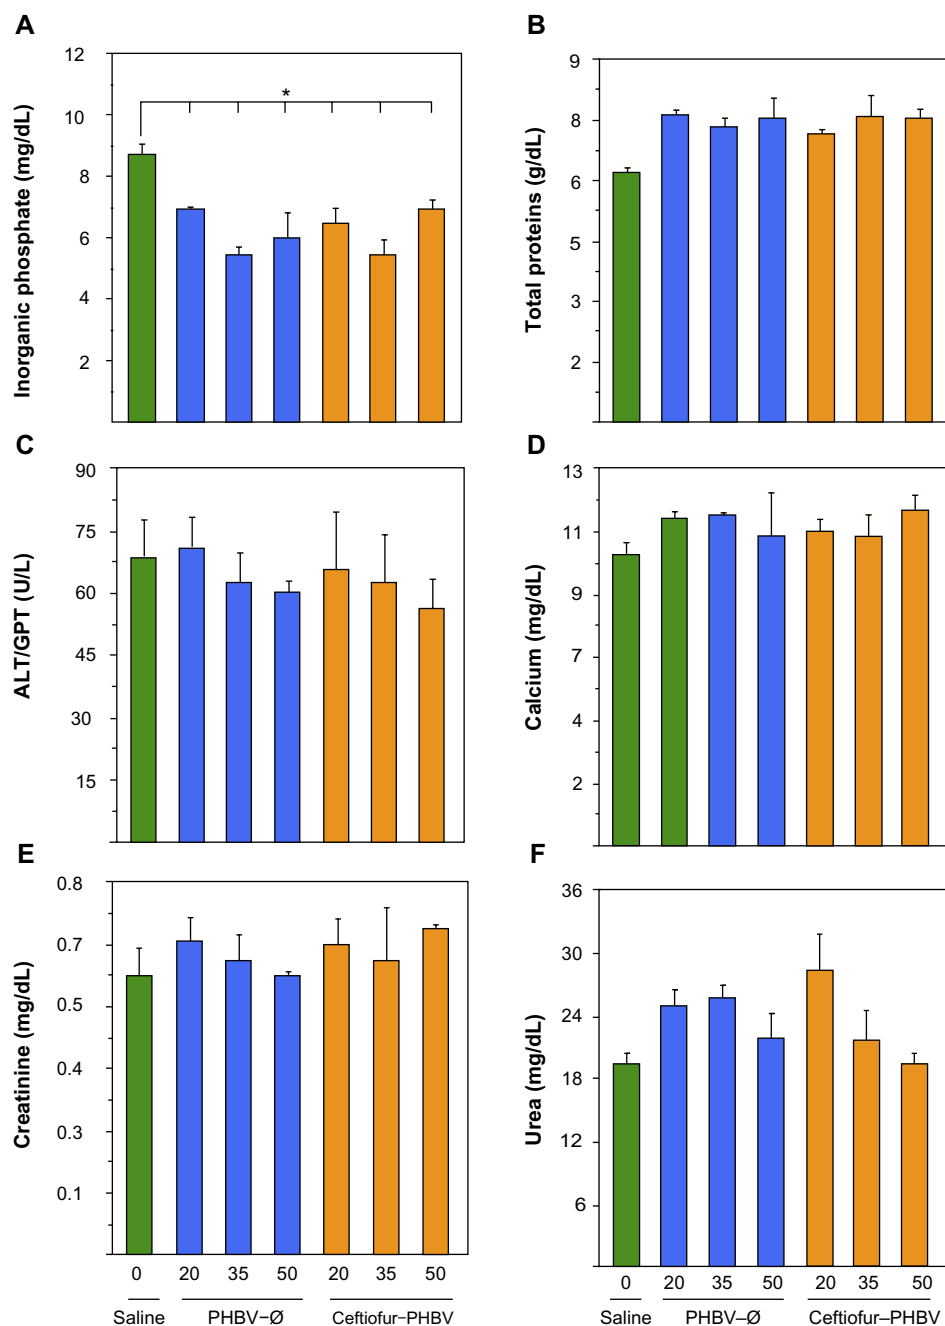 A
Inorganic phosphate (mg/dL)
12
10
8
6
4
2
*
B
Total proteins (g/dL)
9
8
6
5
3
2
C
ALT/GPT (U/L)
90
75
60
45
30
15
D
Calcium (mg/dL)
13
11
9
7
4
2
E
Creatinine (mg/dL)
0.8
0.7
0.5
0.4
0.3
0.1
0 20 35 50 20 35 50
Saline PHBV–Ø Ceftiofur–PHBV
F
Urea (mg/dL)
36
30
24
18
12
6
0 20 35 50 20 35 50
Saline PHBV–Ø Ceftiofur–PHBV